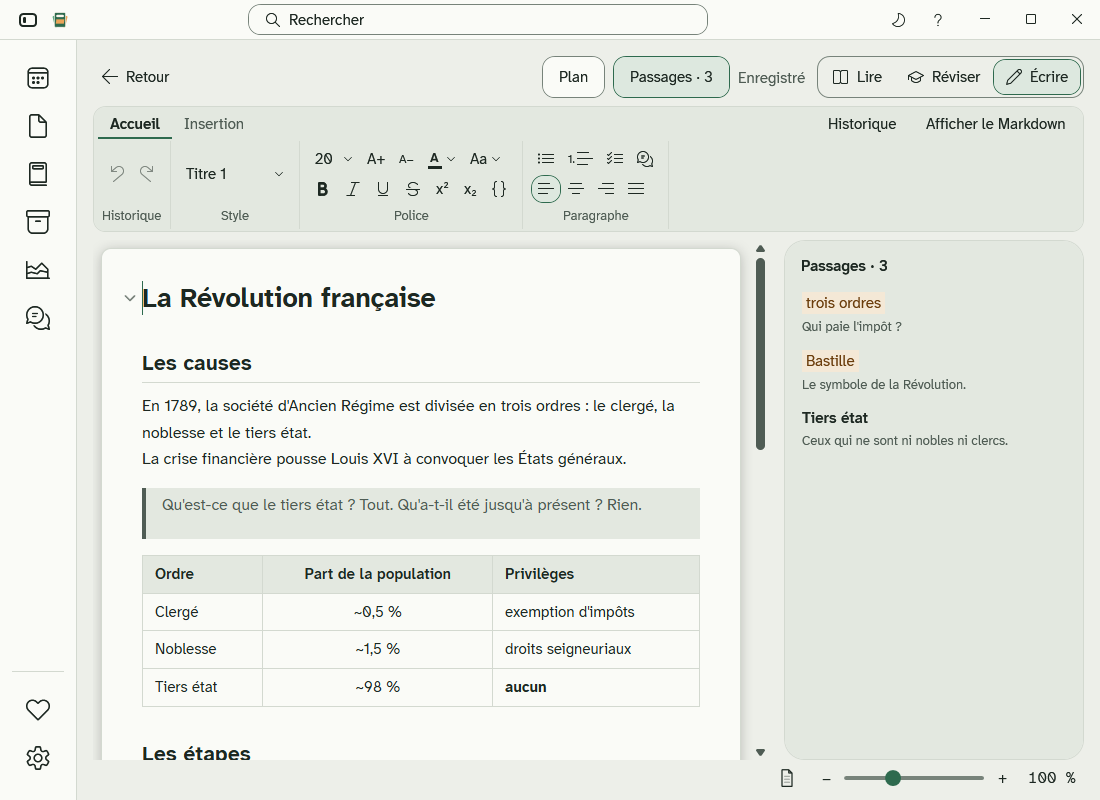 Rechercher
?
Retour
Plan
Passages · 3
Enregistré
Lire
Réviser
Écrire
Accueil
Insertion
Historique
Afficher le Markdown
Historique
Titre 1
Style
20
A+
A−
A
Aa
B I U S x² x₂ { }
Police
1.
Paragraphe
La Révolution française
Les causes
En 1789, la société d'Ancien Régime est divisée en trois ordres : le clergé, la
noblesse et le tiers état.
La crise financière pousse Louis XVI à convoquer les États généraux.
Qu'est-ce que le tiers état ? Tout. Qu'a-t-il été jusqu'à présent ? Rien.
Ordre Part de la population Privilèges
Clergé ~0,5 % exemption d'impôts
Noblesse ~1,5 % droits seigneuriaux
Tiers état ~98 % aucun
Les étapes
Passages · 3
trois ordres
Qui paie l'impôt ?
Bastille
Le symbole de la Révolution.
Tiers état
Ceux qui ne sont ni nobles ni clercs.
− + 100 %